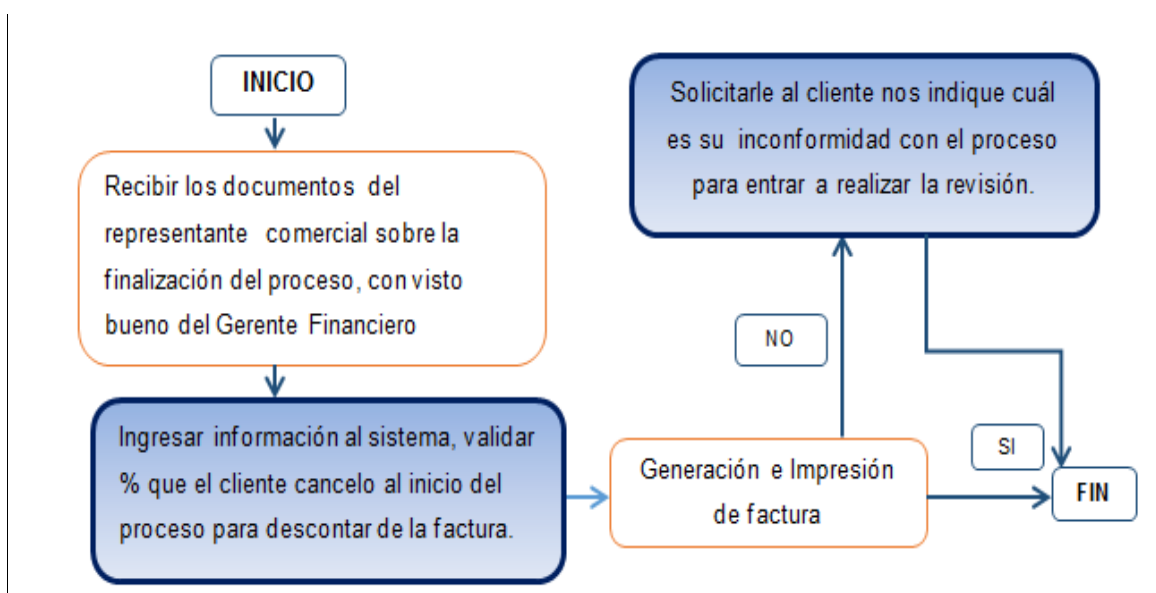 INICIO
Recibir los documentos del
representante comercial sobre la
finalización del proceso, con visto
bueno del Gerente Financiero
Ingresar información al sistema, validar
% que el cliente cancelo al inicio del
proceso para descontar de la factura.
Generación e Impresión
de factura
NO
Solicitarle al cliente nos indique cuál
es su inconformidad con el proceso
para entrar a realizar la revisión.
SI
FIN